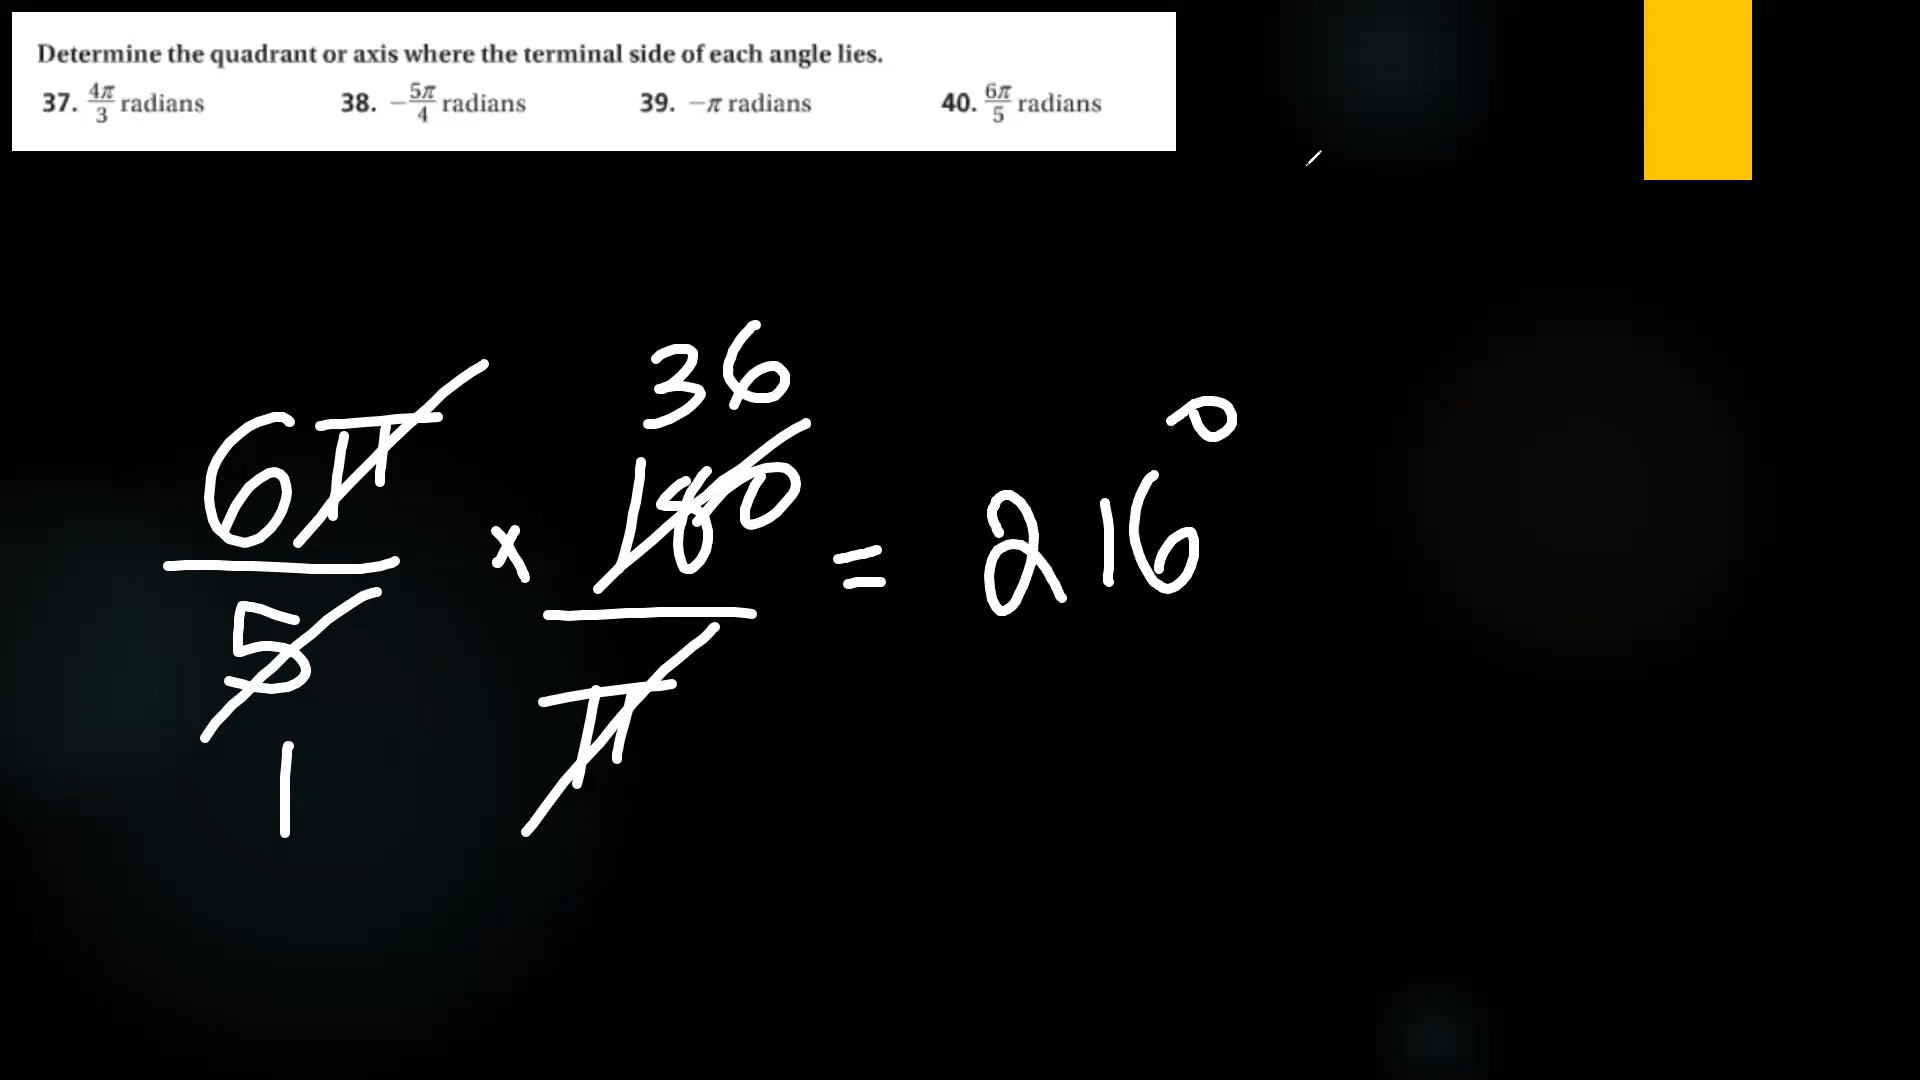 Determine the quadrant or axis where the terminal side of each angle lies.
37. 4π/3 radians 38. −5π/4 radians 39. −π radians 40. 6π/5 radians
36
6π/5 × 180/π = 216°
1